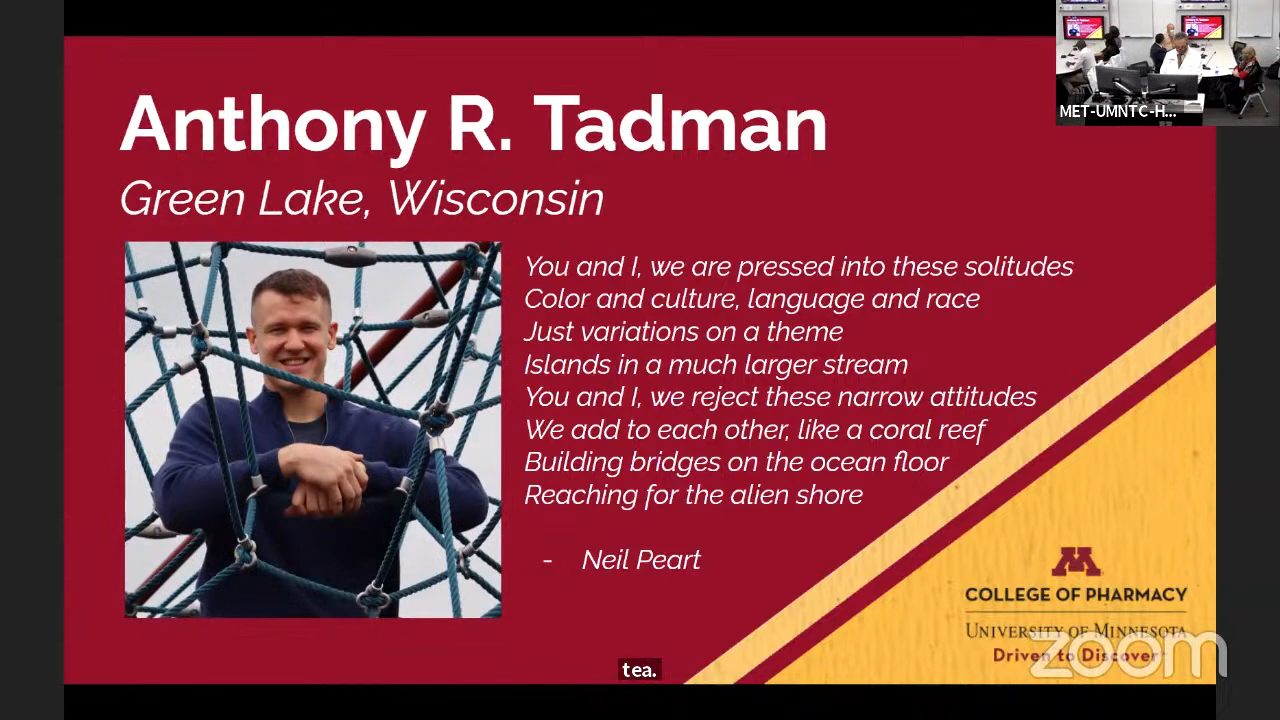 Anthony R. Tadman
Green Lake, Wisconsin
You and I, we are pressed into these solitudes
Color and culture, language and race
Just variations on a theme
Islands in a much larger stream
You and I, we reject these narrow attitudes
We add to each other, like a coral reef
Building bridges on the ocean floor
Reaching for the alien shore
- Neil Peart
MET-UMNTC-H...
M
COLLEGE OF PHARMACY
UNIVERSITY OF MINNESOTA
Driven to Discover
zoom
tea.